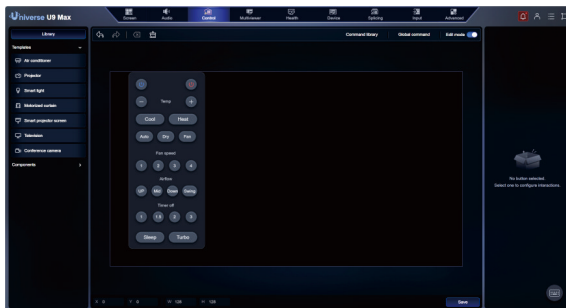 Universe U9 Max
Screen
Audio
Control
Multiviewer
Health
Device
Splicing
Input
Advanced
Library
Command library
Global command
Edit mode
Templates
Air conditioner
Projector
Smart light
Motorized curtain
Smart projector screen
Television
Conference camera
Components
Temp
Cool Heat
Auto Dry Fan
Fan speed
1 2 3 4
Airflow
UP Mid Down Swing
Timer off
1 1.5 2 3
Sleep Turbo
No button selected.
Select one to configure interactions.
X 0 Y 0 W 128 H 128
Save